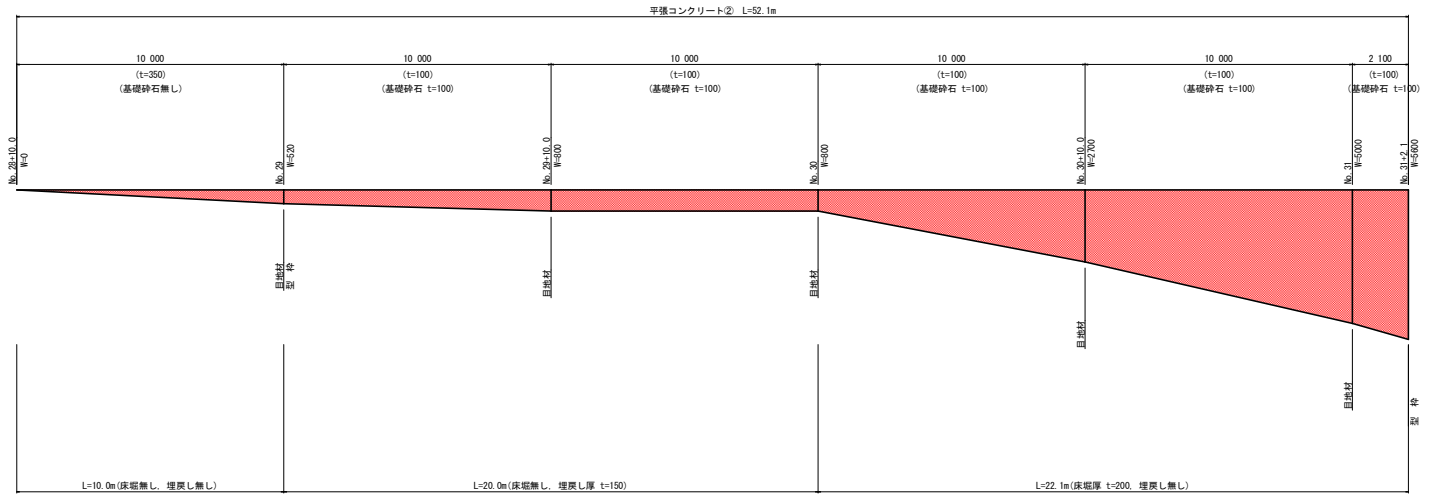 平張コンクリート② L=52.1m
10 000
10 000
10 000
10 000
10 000
2 100
(t=350)
(t=100)
(t=100)
(t=100)
(t=100)
(t=100)
(基礎砕石無し)
(基礎砕石 t=100)
(基礎砕石 t=100)
(基礎砕石 t=100)
(基礎砕石 t=100)
(基礎砕石 t=100)
No.28+10.0
W=0
No.29
W=520
No.29+10.0
W=800
No.30
W=800
No.30+10.0
W=2700
No.31
W=5000
No.31+2.1
W=5600
目地材
型 枠
目地材
目地材
目地材
目地材
型 枠
L=10.0m(床堀無し, 埋戻し無し)
L=20.0m(床堀無し, 埋戻し厚 t=150)
L=22.1m(床堀厚 t=200, 埋戻し無し)